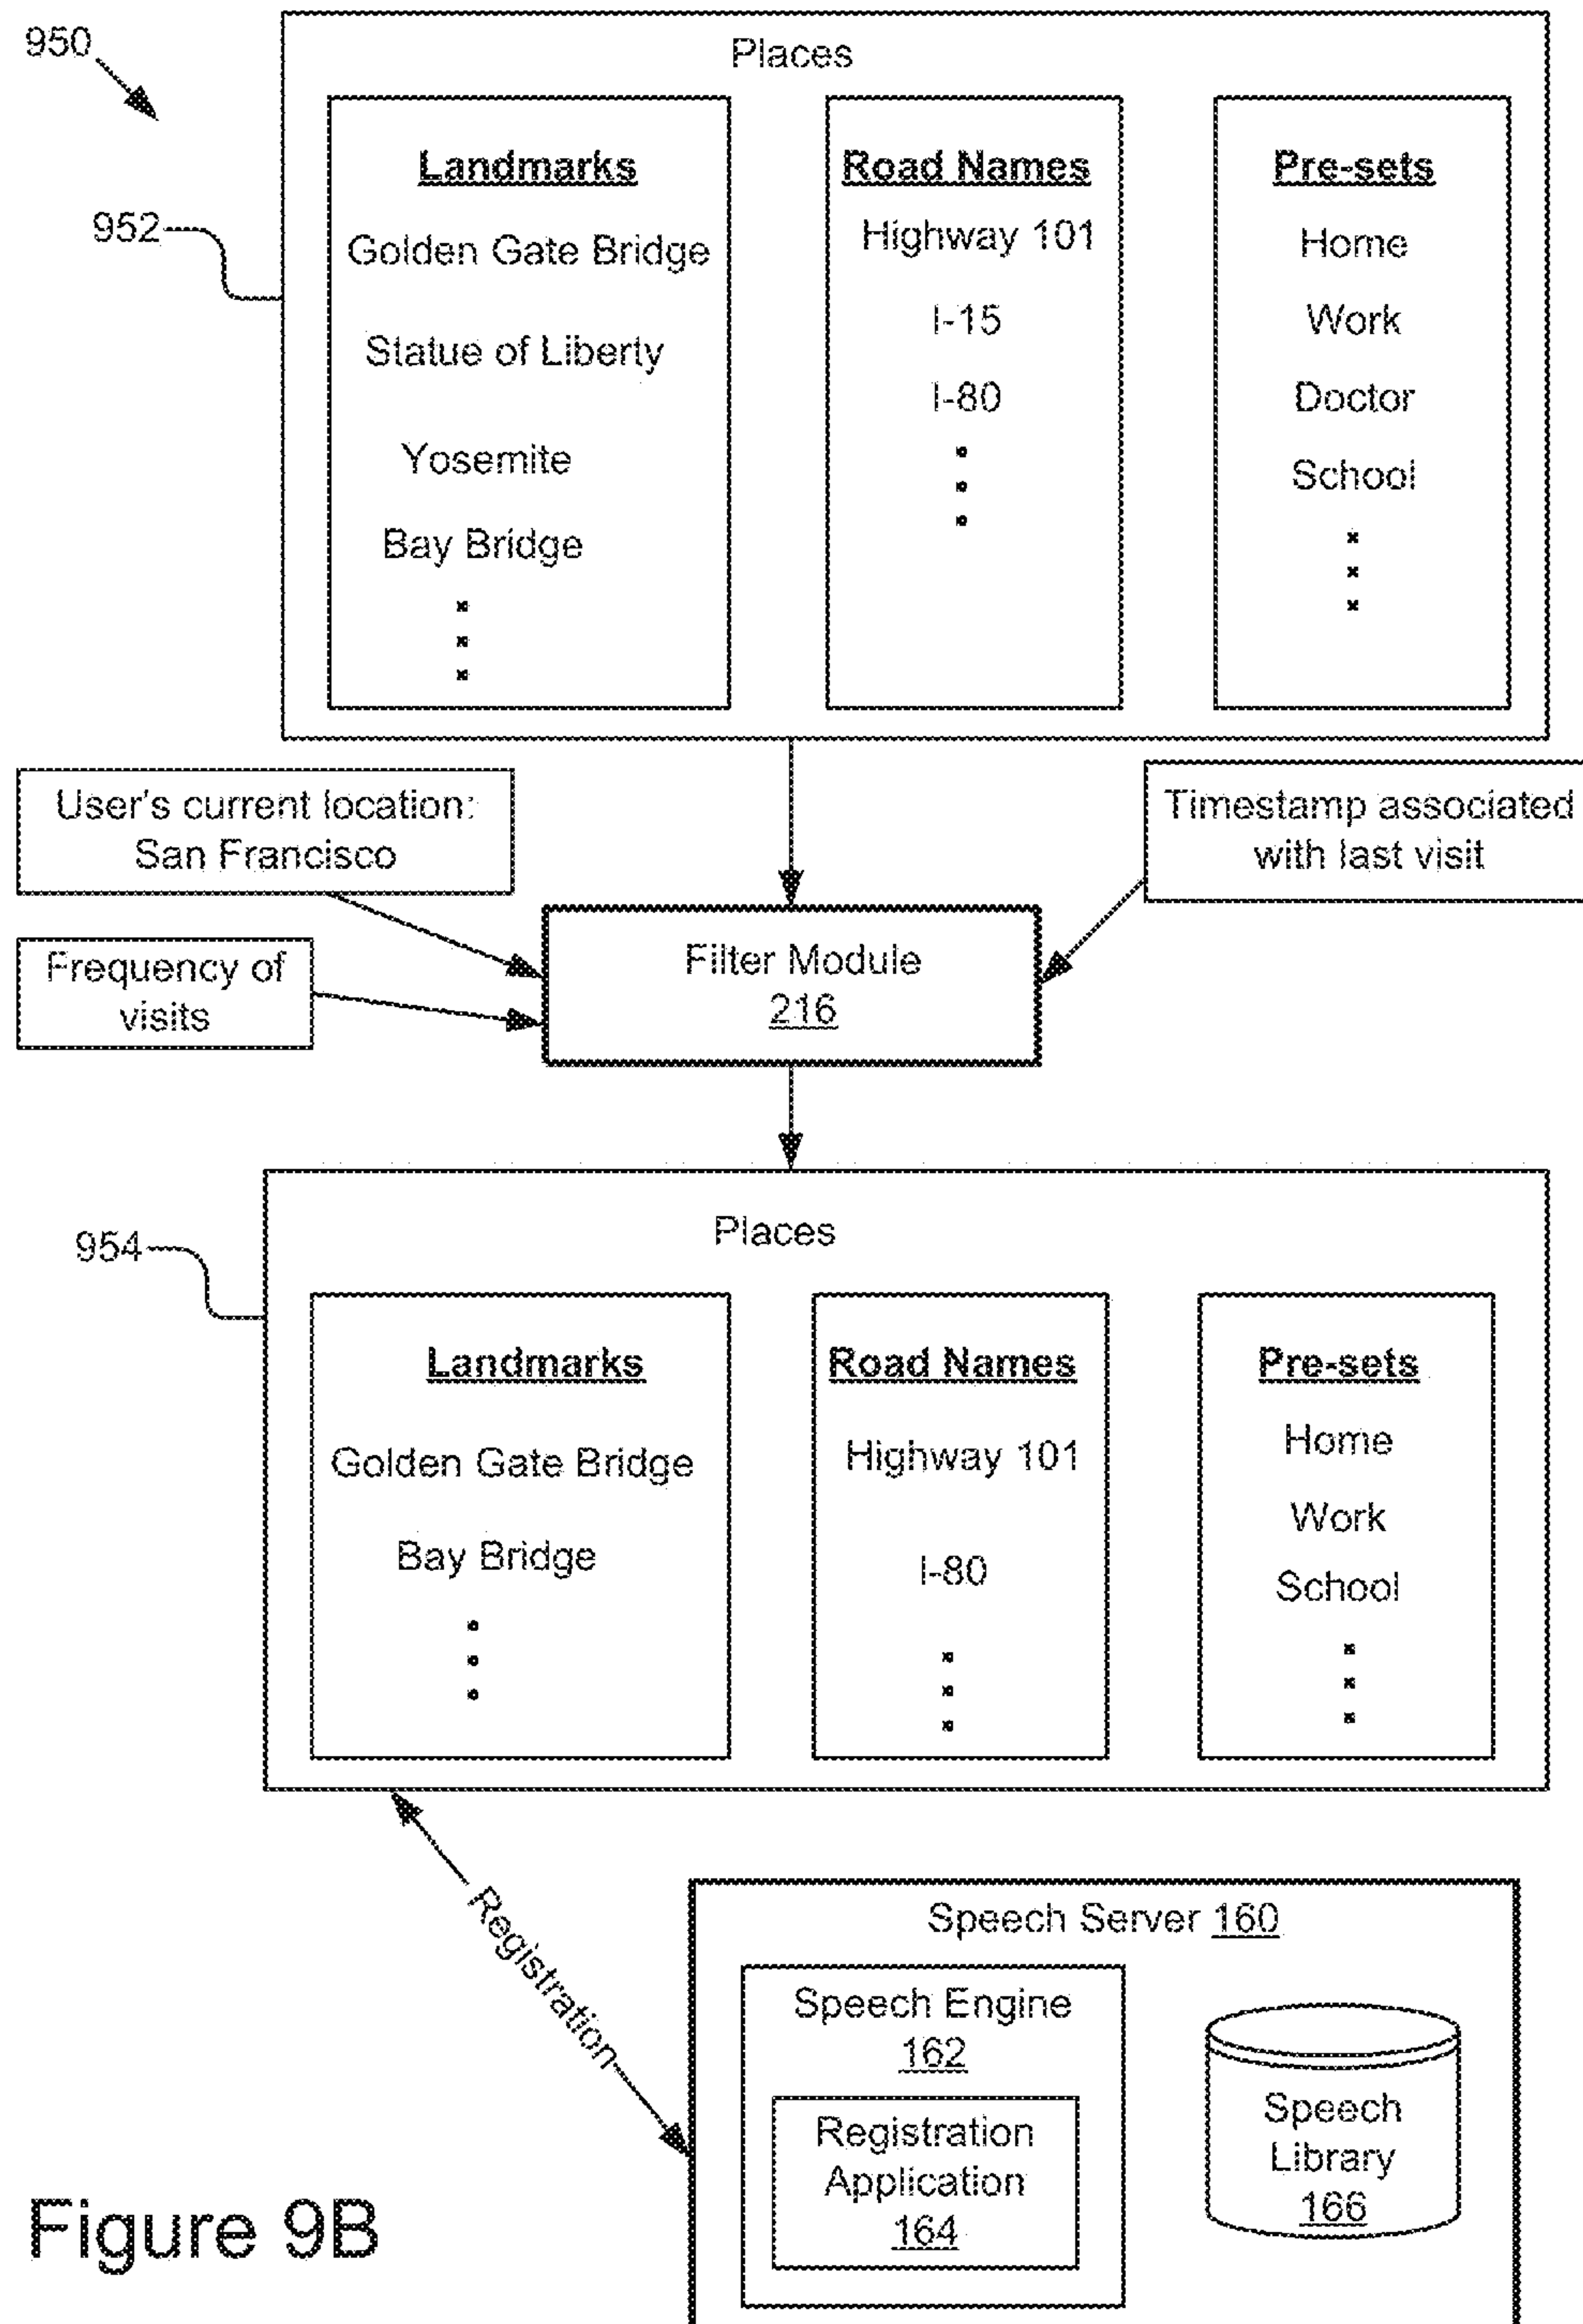 950
Places
Landmarks
Golden Gate Bridge
Statue of Liberty
Yosemite
Bay Bridge
Road Names
Highway 101
I-15
I-80
Pre-sets
Home
Work
Doctor
School
952
User's current location:
San Francisco
Timestamp associated
with last visit
Frequency of
visits
Filter Module
216
954
Places
Landmarks
Golden Gate Bridge
Bay Bridge
Road Names
Highway 101
I-80
Pre-sets
Home
Work
School
Registration
Speech Server 160
Speech Engine
162
Registration
Application
164
Speech
Library
166
Figure 9B